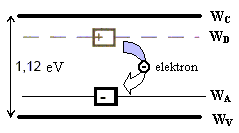 W_C
+ W_D
1,12 eV - elektron
- W_A
W_V